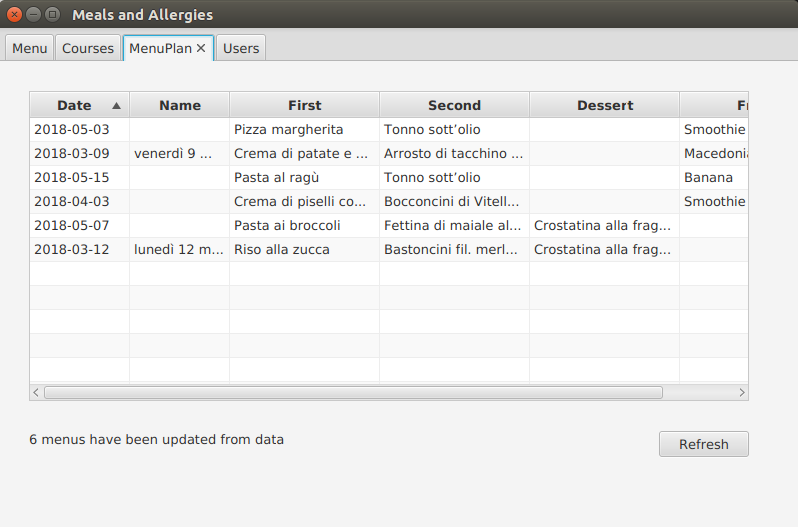 Meals and Allergies
Menu Courses MenuPlan Users
Date Name First Second Dessert
2018-05-03 Pizza margherita Tonno sott’olio Smoothie
2018-03-09 venerdì 9 ... Crema di patate e ... Arrosto di tacchino ...
2018-05-15 Pasta al ragù Tonno sott’olio Banana
2018-04-03 Crema di piselli co... Bocconcini di Vitell... Smoothie
2018-05-07 Pasta ai broccoli Fettina di maiale al... Crostatina alla frag...
2018-03-12 lunedì 12 m... Riso alla zucca Bastoncini fil. merl... Crostatina alla frag...
6 menus have been updated from data
Refresh